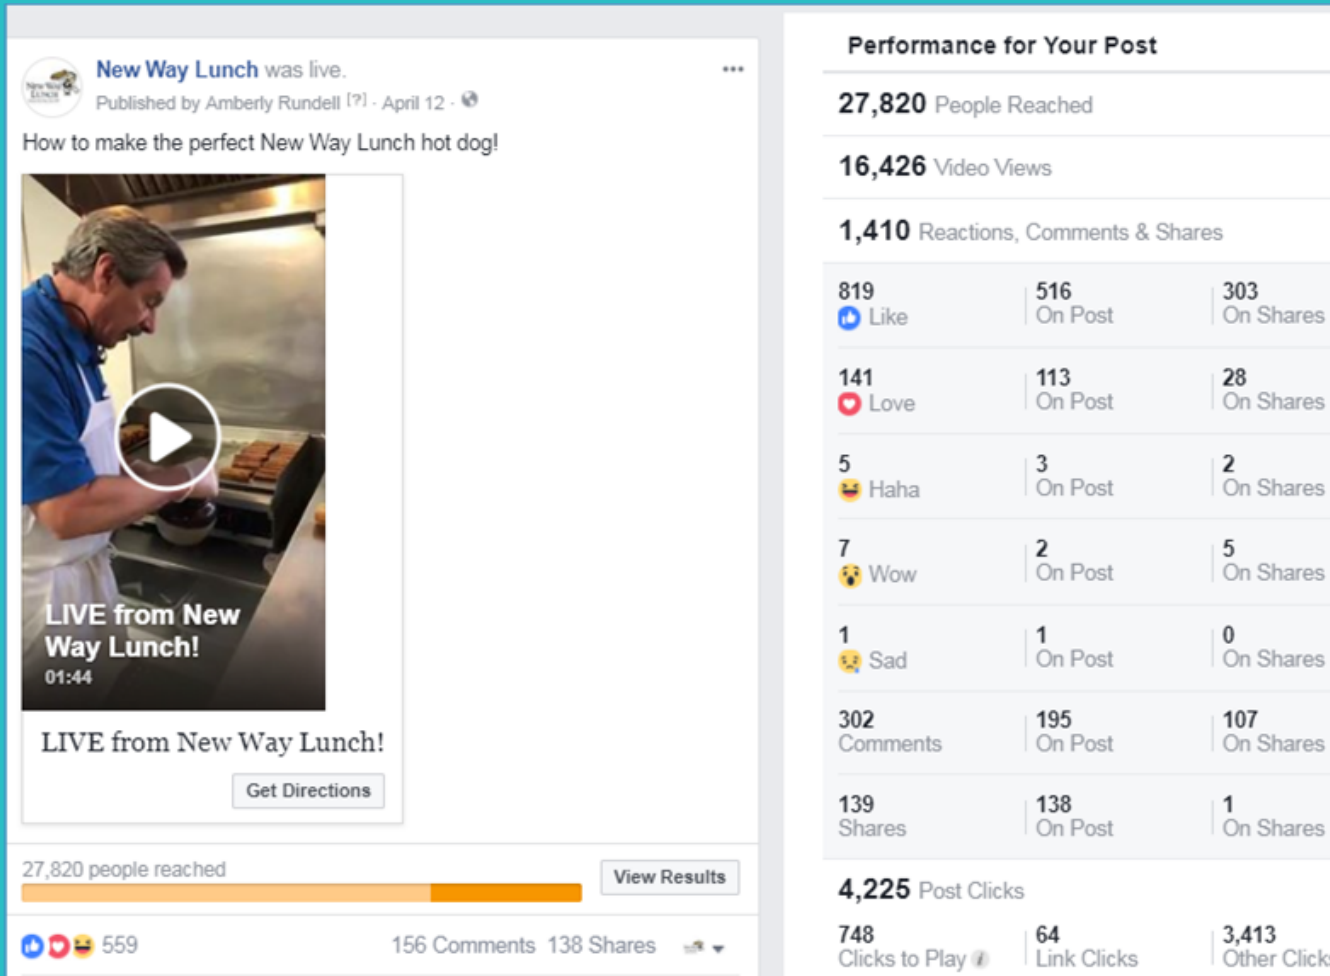 New Way Lunch was live.
Published by Amberly Rundell [?] · April 12 ·
How to make the perfect New Way Lunch hot dog!
LIVE from New
Way Lunch!
01:44
LIVE from New Way Lunch!
Get Directions
27,820 people reached
View Results
559
156 Comments 138 Shares
Performance for Your Post
27,820 People Reached
16,426 Video Views
1,410 Reactions, Comments & Shares
819 516 303
Like On Post On Shares
141 113 28
Love On Post On Shares
5 3 2
Haha On Post On Shares
7 2 5
Wow On Post On Shares
1 1 0
Sad On Post On Shares
302 195 107
Comments On Post On Shares
139 138 1
Shares On Post On Shares
4,225 Post Clicks
748 64 3,413
Clicks to Play i Link Clicks Other Clicks